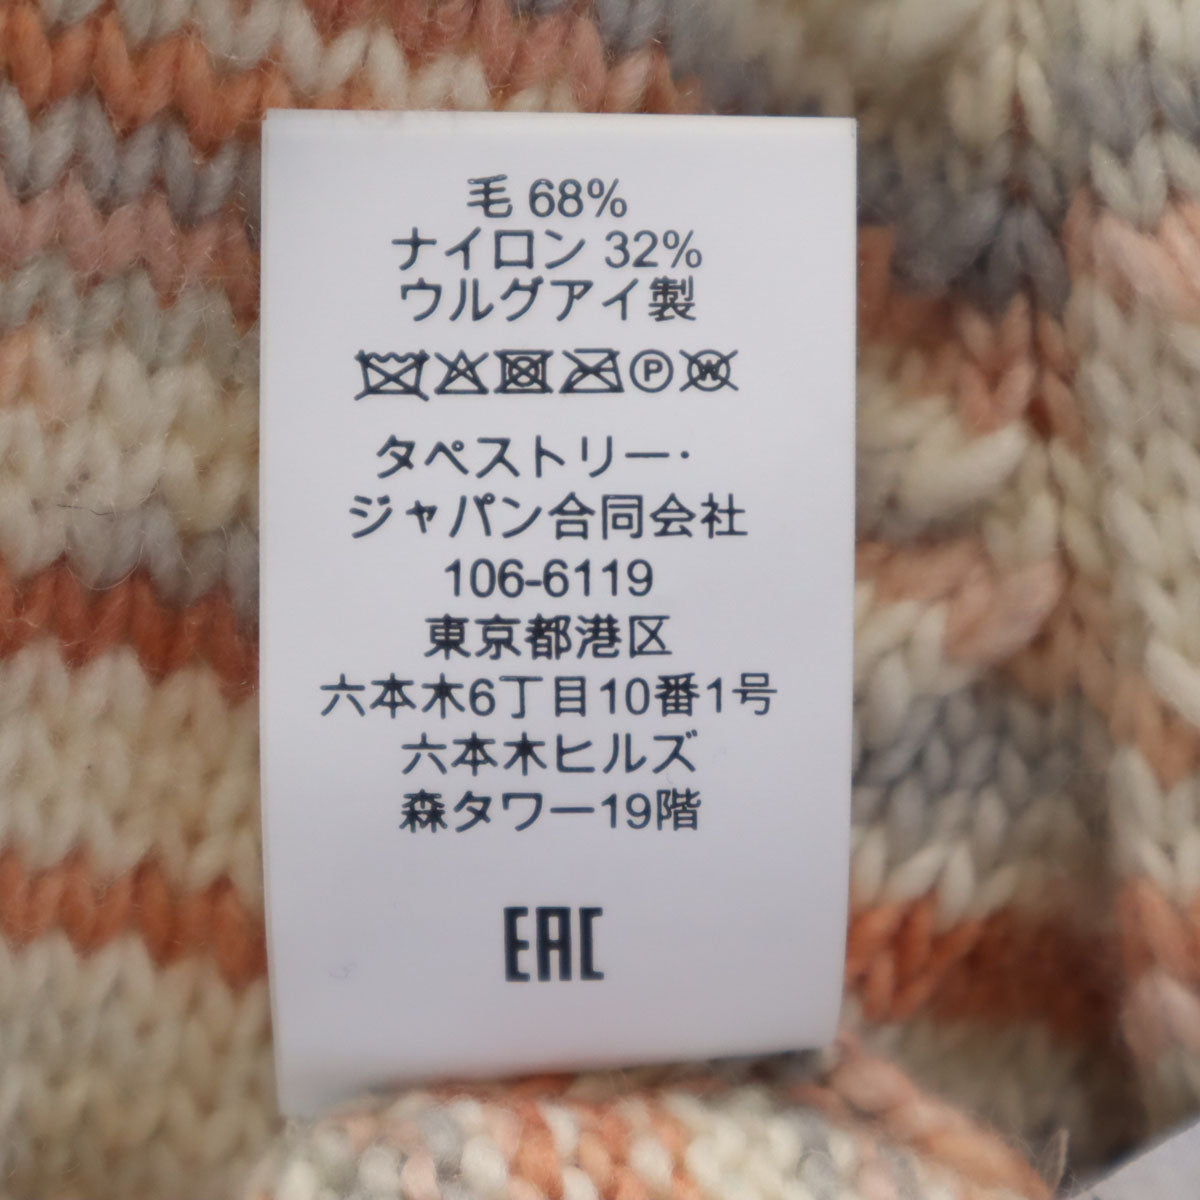 毛 68%
ナイロン 32%
ウルグアイ製
P W
タペストリー・
ジャパン合同会社
106-6119
東京都港区
六本木6丁目10番1号
六本木ヒルズ
森タワー19階
EAC